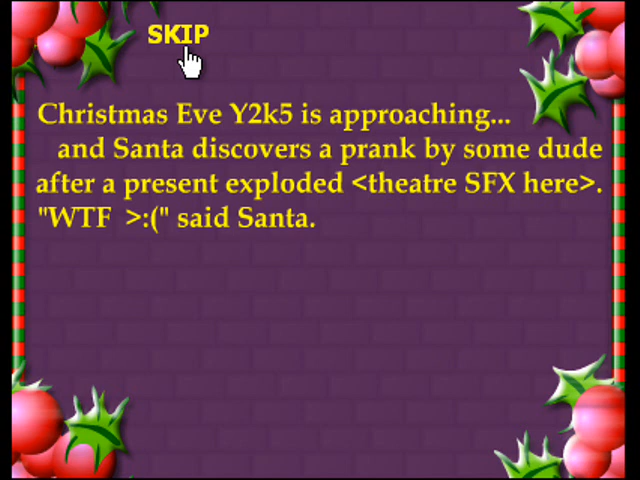 SKIP
Christmas Eve Y2k5 is approaching...
and Santa discovers a prank by some dude
after a present exploded <theatre SFX here>.
"WTF  >:(" said Santa.